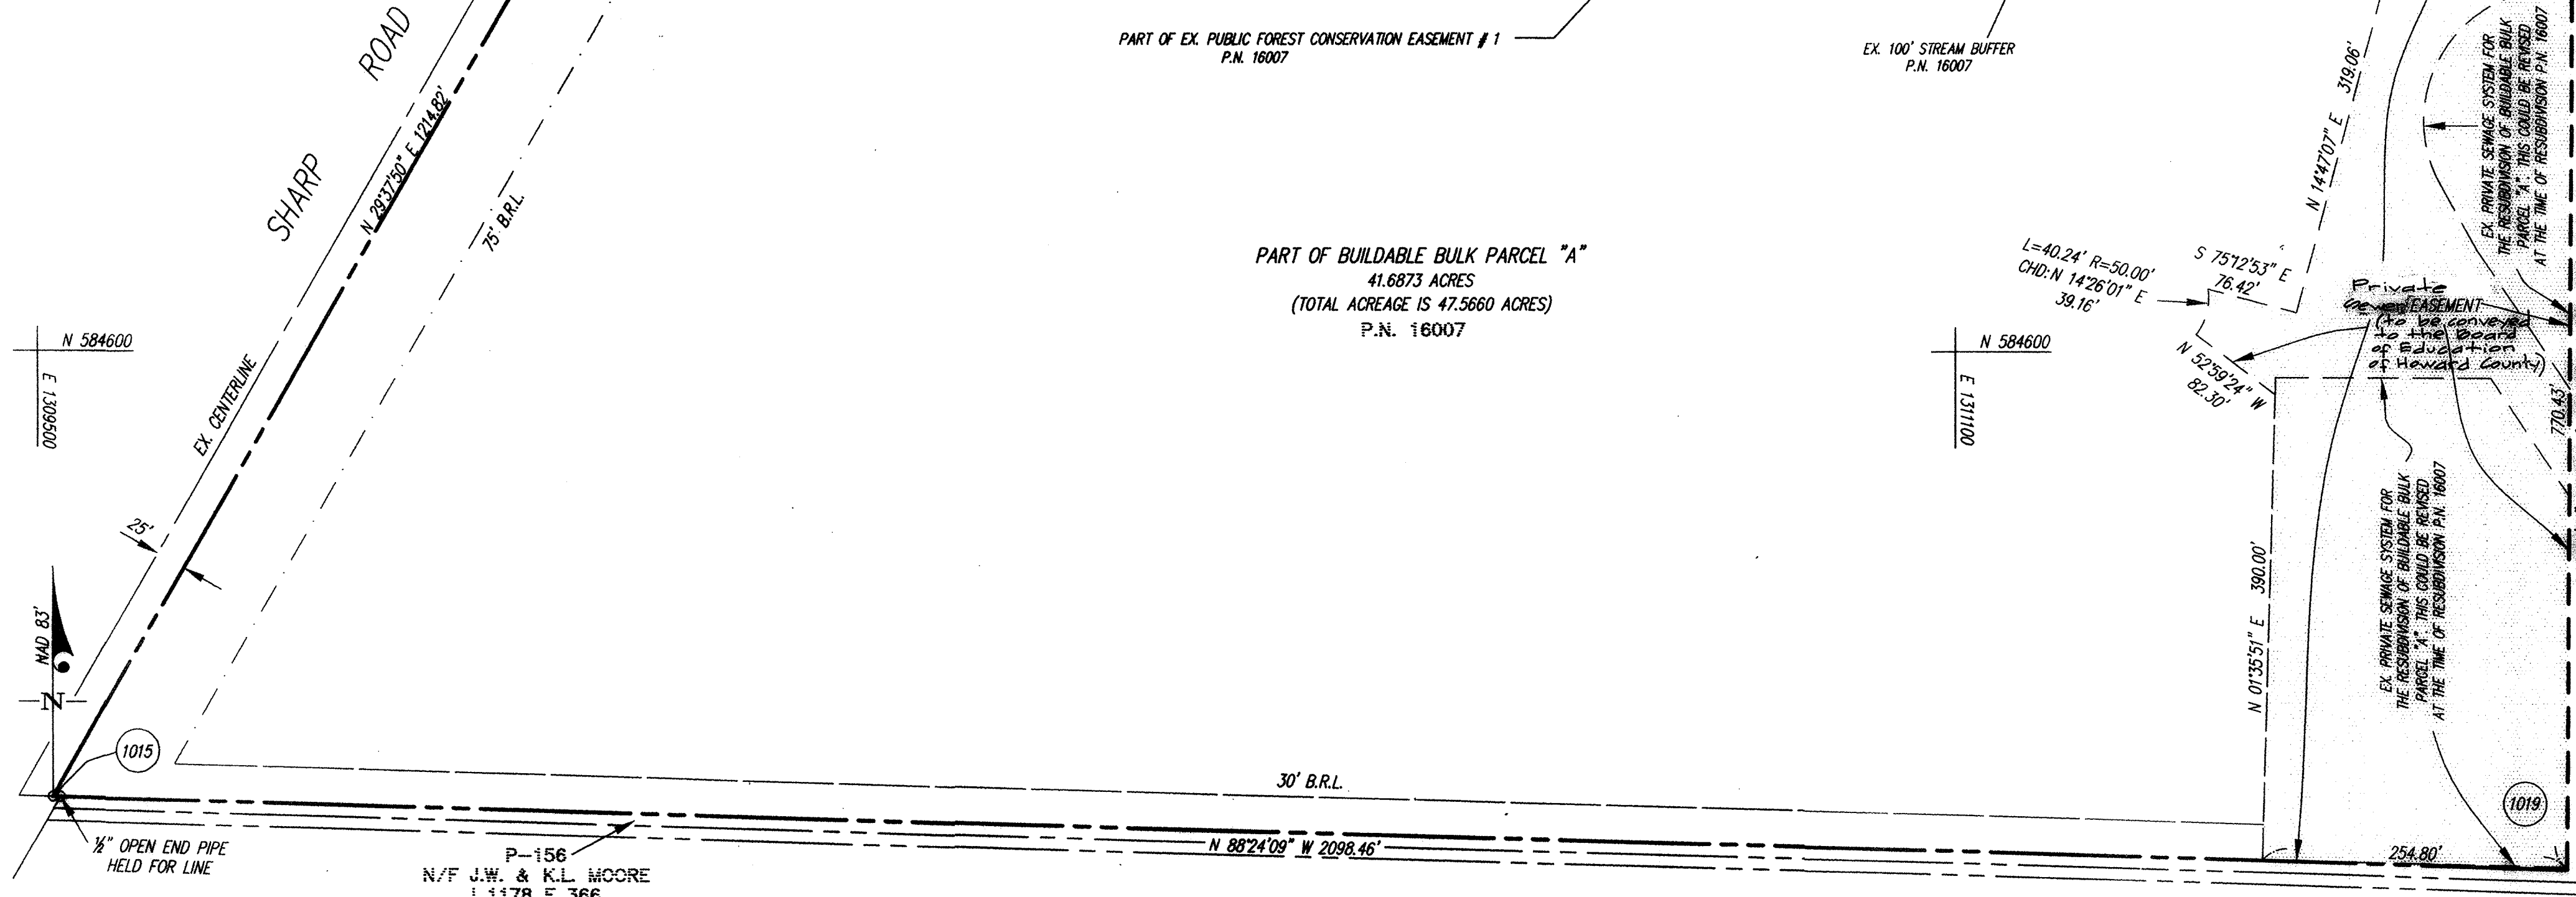 SHARP ROAD
N 29°37'50" E 1214.82'
75' B.R.L.
EX. CENTERLINE
25'
N 584600
E 1309500
NAD 83'
N
1015
½" OPEN END PIPE
HELD FOR LINE
P-156
N/F J.W. & K.L. MOORE
L 1178 F 366
PART OF EX. PUBLIC FOREST CONSERVATION EASEMENT # 1
P.N. 16007
EX. 100' STREAM BUFFER
P.N. 16007
PART OF BUILDABLE BULK PARCEL "A"
41.6873 ACRES
(TOTAL ACREAGE IS 47.5660 ACRES)
P.N. 16007
30' B.R.L.
N 88°24'09" W 2098.46'
N 584600
E 1311100
L=40.24' R=50.00'
CHD: N 14°26'01" E
39.16'
S 75°12'53" E
76.42'
N 14°47'07" E 319.06'
N 52°59'24" W
82.30'
Private
sewer EASEMENT
(to be conveyed
to the Board
of Education
of Howard County)
EX. PRIVATE SEWAGE SYSTEM FOR
THE RESUBDIVISION OF BUILDABLE BULK
PARCEL "A". THIS COULD BE REVISED
AT THE TIME OF RESUBDIVISION P.N. 16007
770.43'
N 01°35'51" E 390.00'
EX. PRIVATE SEWAGE SYSTEM FOR
THE RESUBDIVISION OF BUILDABLE BULK
PARCEL "A". THIS COULD BE REVISED
AT THE TIME OF RESUBDIVISION P.N. 16007
1019
254.80'